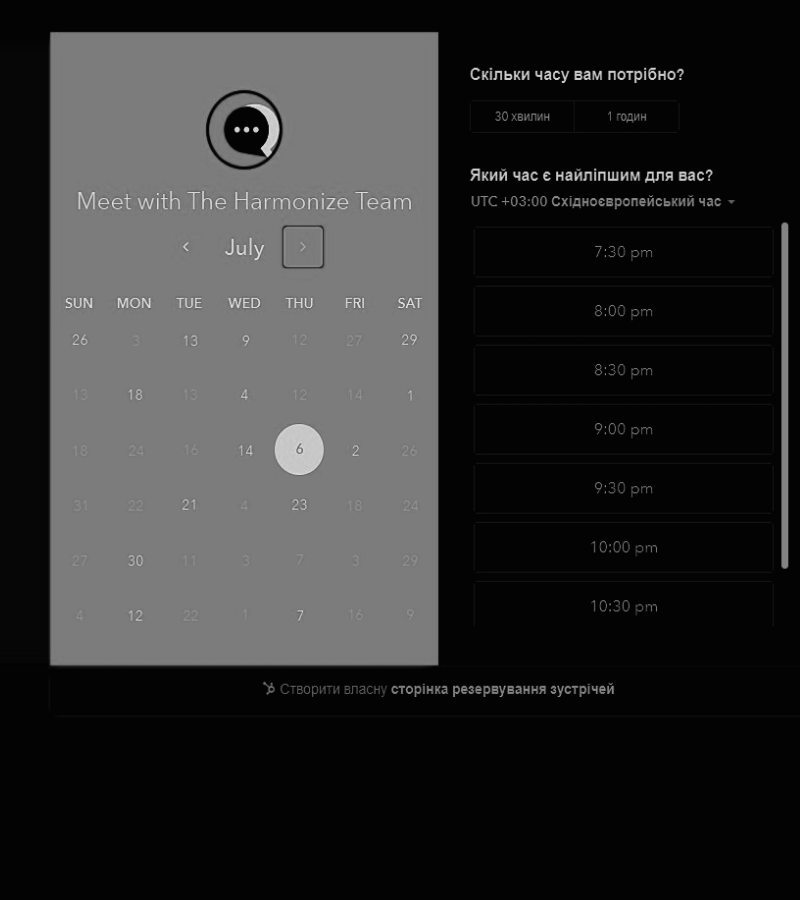 Meet with The Harmonize Team
July
SUN MON TUE WED THU FRI SAT
26 3 13 9 12 27 29
13 18 13 4 12 14 1
18 24 16 14 6 2 26
31 22 21 4 23 18 24
27 30 11 3 7 3 29
4 12 22 1 7 16 9
Скільки часу вам потрібно?
30 хвилин 1 годин
Який час є найліпшим для вас?
UTC +03:00 Східноєвропейський час
7:30 pm
8:00 pm
8:30 pm
9:00 pm
9:30 pm
10:00 pm
10:30 pm
Створити власну сторінка резервування зустрічей